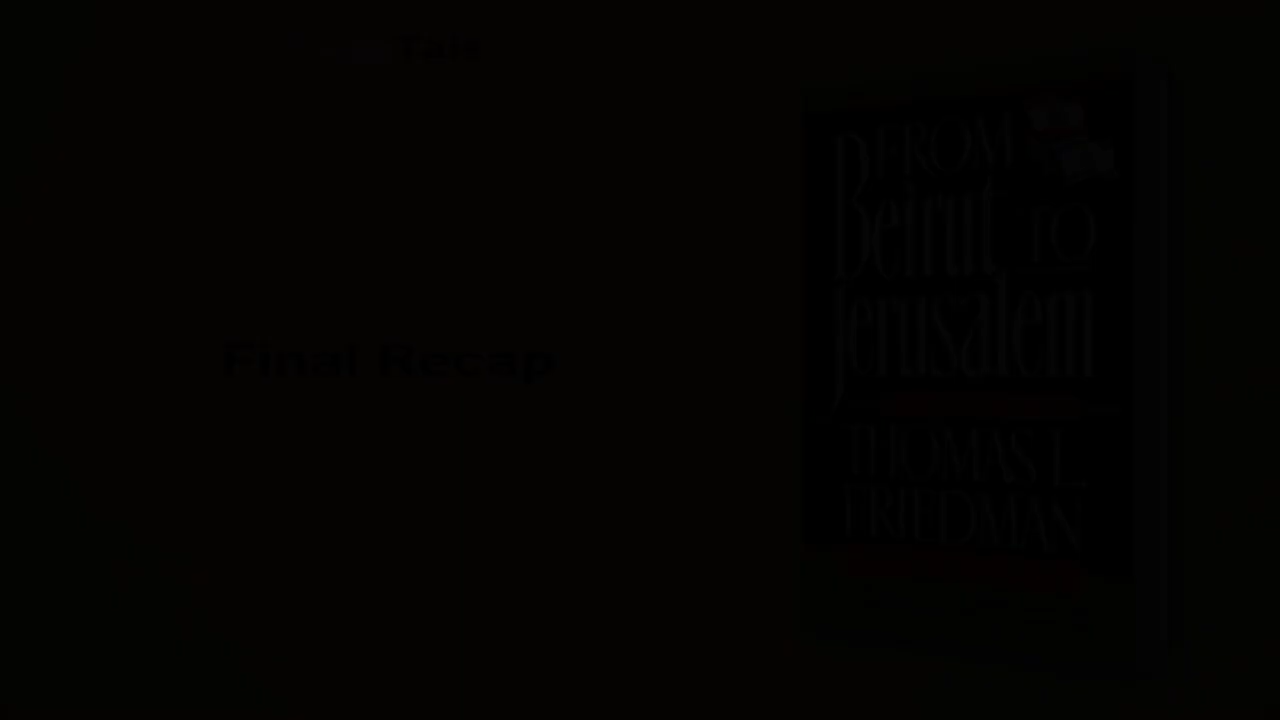 Final Recap
FROM
Beirut TO
Jerusalem
THOMAS L.
FRIEDMAN